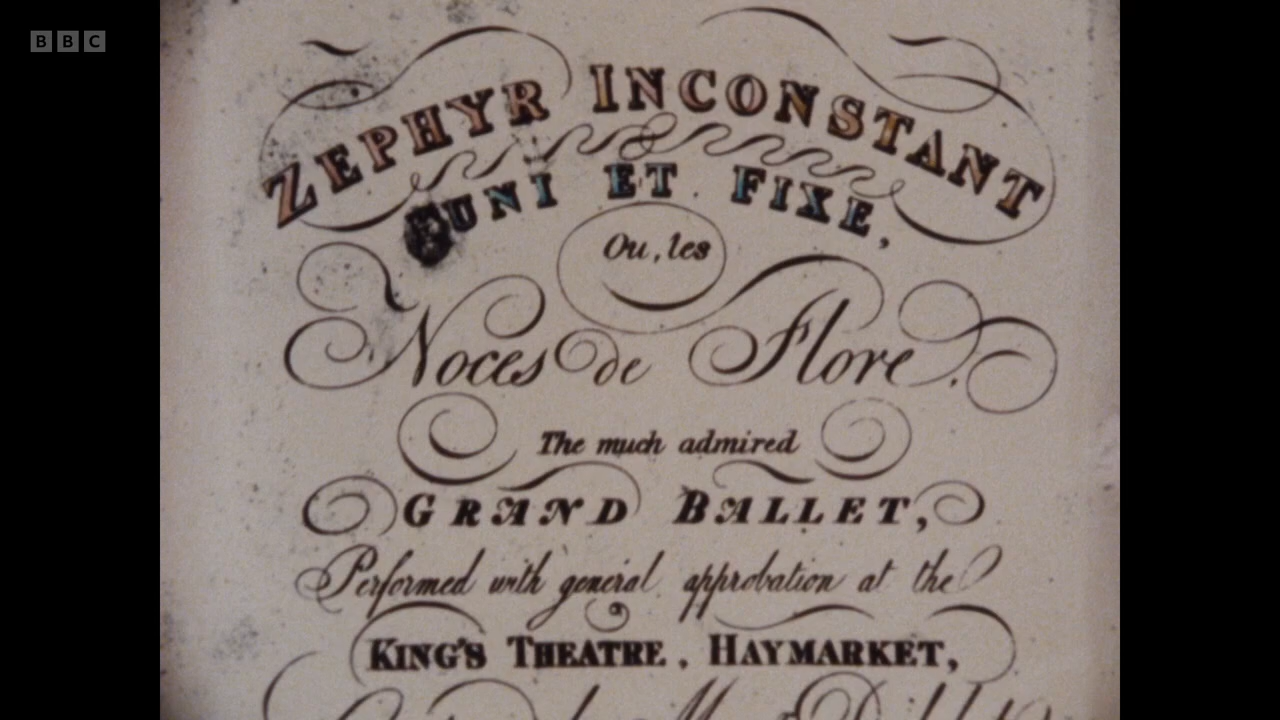 BBC
ZEPHYR INCONSTANT
PUNI ET FIXE,
Ou, les
Noces de Flore.
The much admired
GRAND BALLET,
Performed with general approbation at the
KING'S THEATRE, HAYMARKET,